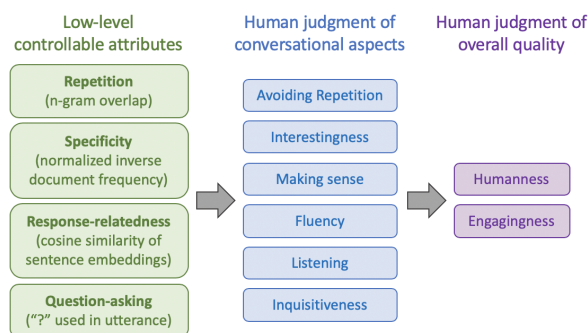 Low-level
controllable attributes
Repetition
(n-gram overlap)
Specificity
(normalized inverse
document frequency)
Response-relatedness
(cosine similarity of
sentence embeddings)
Question-asking
(“?” used in utterance)
Human judgment of
conversational aspects
Avoiding Repetition
Interestingness
Making sense
Fluency
Listening
Inquisitiveness
Human judgment of
overall quality
Humanness
Engagingness